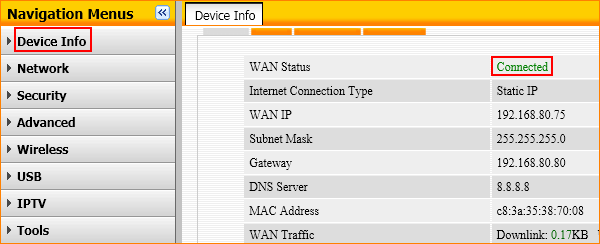 Navigation Menus «
Device Info
Network
Security
Advanced
Wireless
USB
IPTV
Tools
Device Info
WAN Status Connected
Internet Connection Type Static IP
WAN IP 192.168.80.75
Subnet Mask 255.255.255.0
Gateway 192.168.80.80
DNS Server 8.8.8.8
MAC Address c8:3a:35:38:70:08
WAN Traffic Downlink: 0.17KB